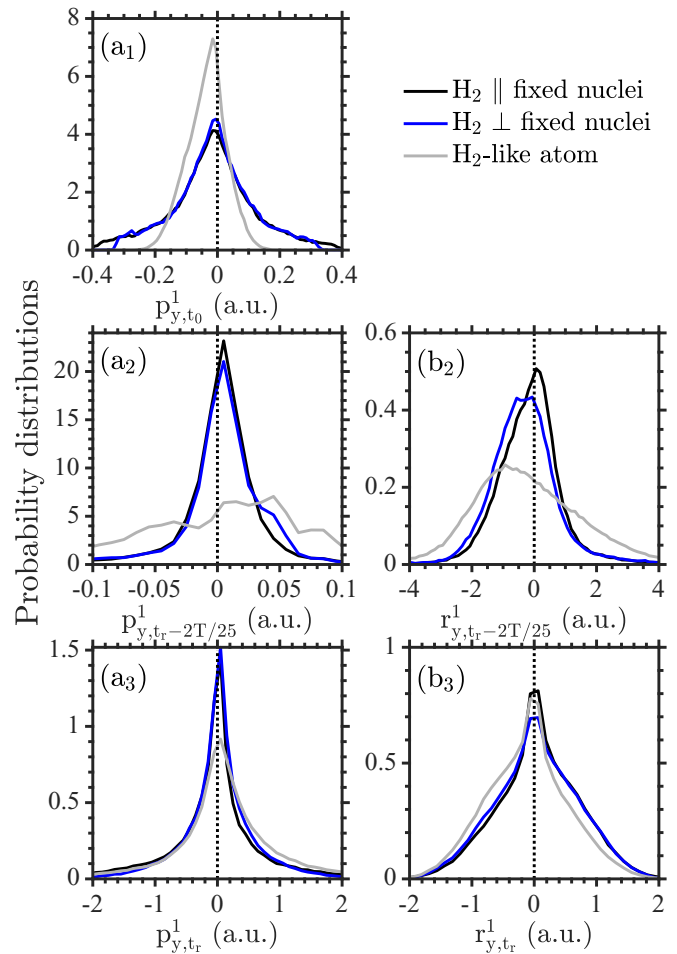 8
6
4
2
0
(a₁)
-0.4 -0.2 0 0.2 0.4
p¹y,t₀ (a.u.)
H₂ ∥ fixed nuclei
H₂ ⊥ fixed nuclei
H₂-like atom
Probability distributions
20
15
10
5
0
(a₂)
-0.1 -0.05 0 0.05 0.1
p¹y,tᵣ−2T/25 (a.u.)
0.6
0.4
0.2
0
(b₂)
-4 -2 0 2 4
r¹y,tᵣ−2T/25 (a.u.)
1.5
1
0.5
0
(a₃)
-2 -1 0 1 2
p¹y,tᵣ (a.u.)
1
0.5
0
(b₃)
-2 -1 0 1 2
r¹y,tᵣ (a.u.)